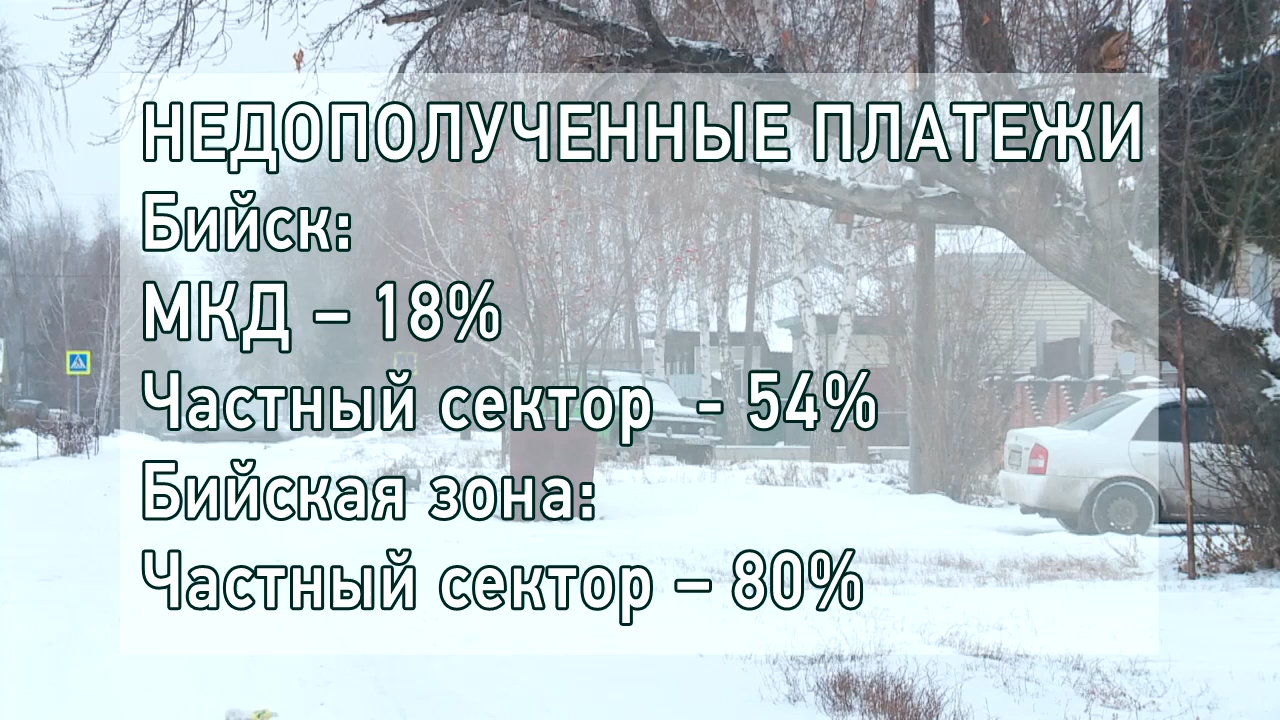 НЕДОПОЛУЧЕННЫЕ ПЛАТЕЖИ
Бийск:
МКД – 18%
Частный сектор - 54%
Бийская зона:
Частный сектор – 80%